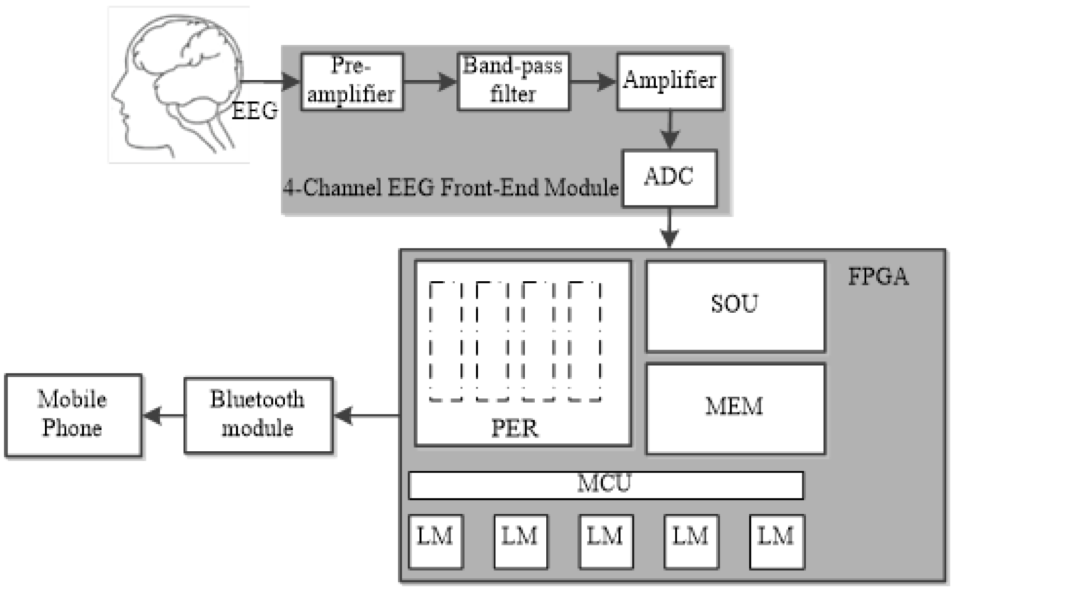 EEG
Pre-
amplifier
Band-pass
filter
Amplifier
4-Channel EEG Front-End Module
ADC
FPGA
PER
SOU
MEM
MCU
LM
LM
LM
LM
LM
Bluetooth
module
Mobile
Phone